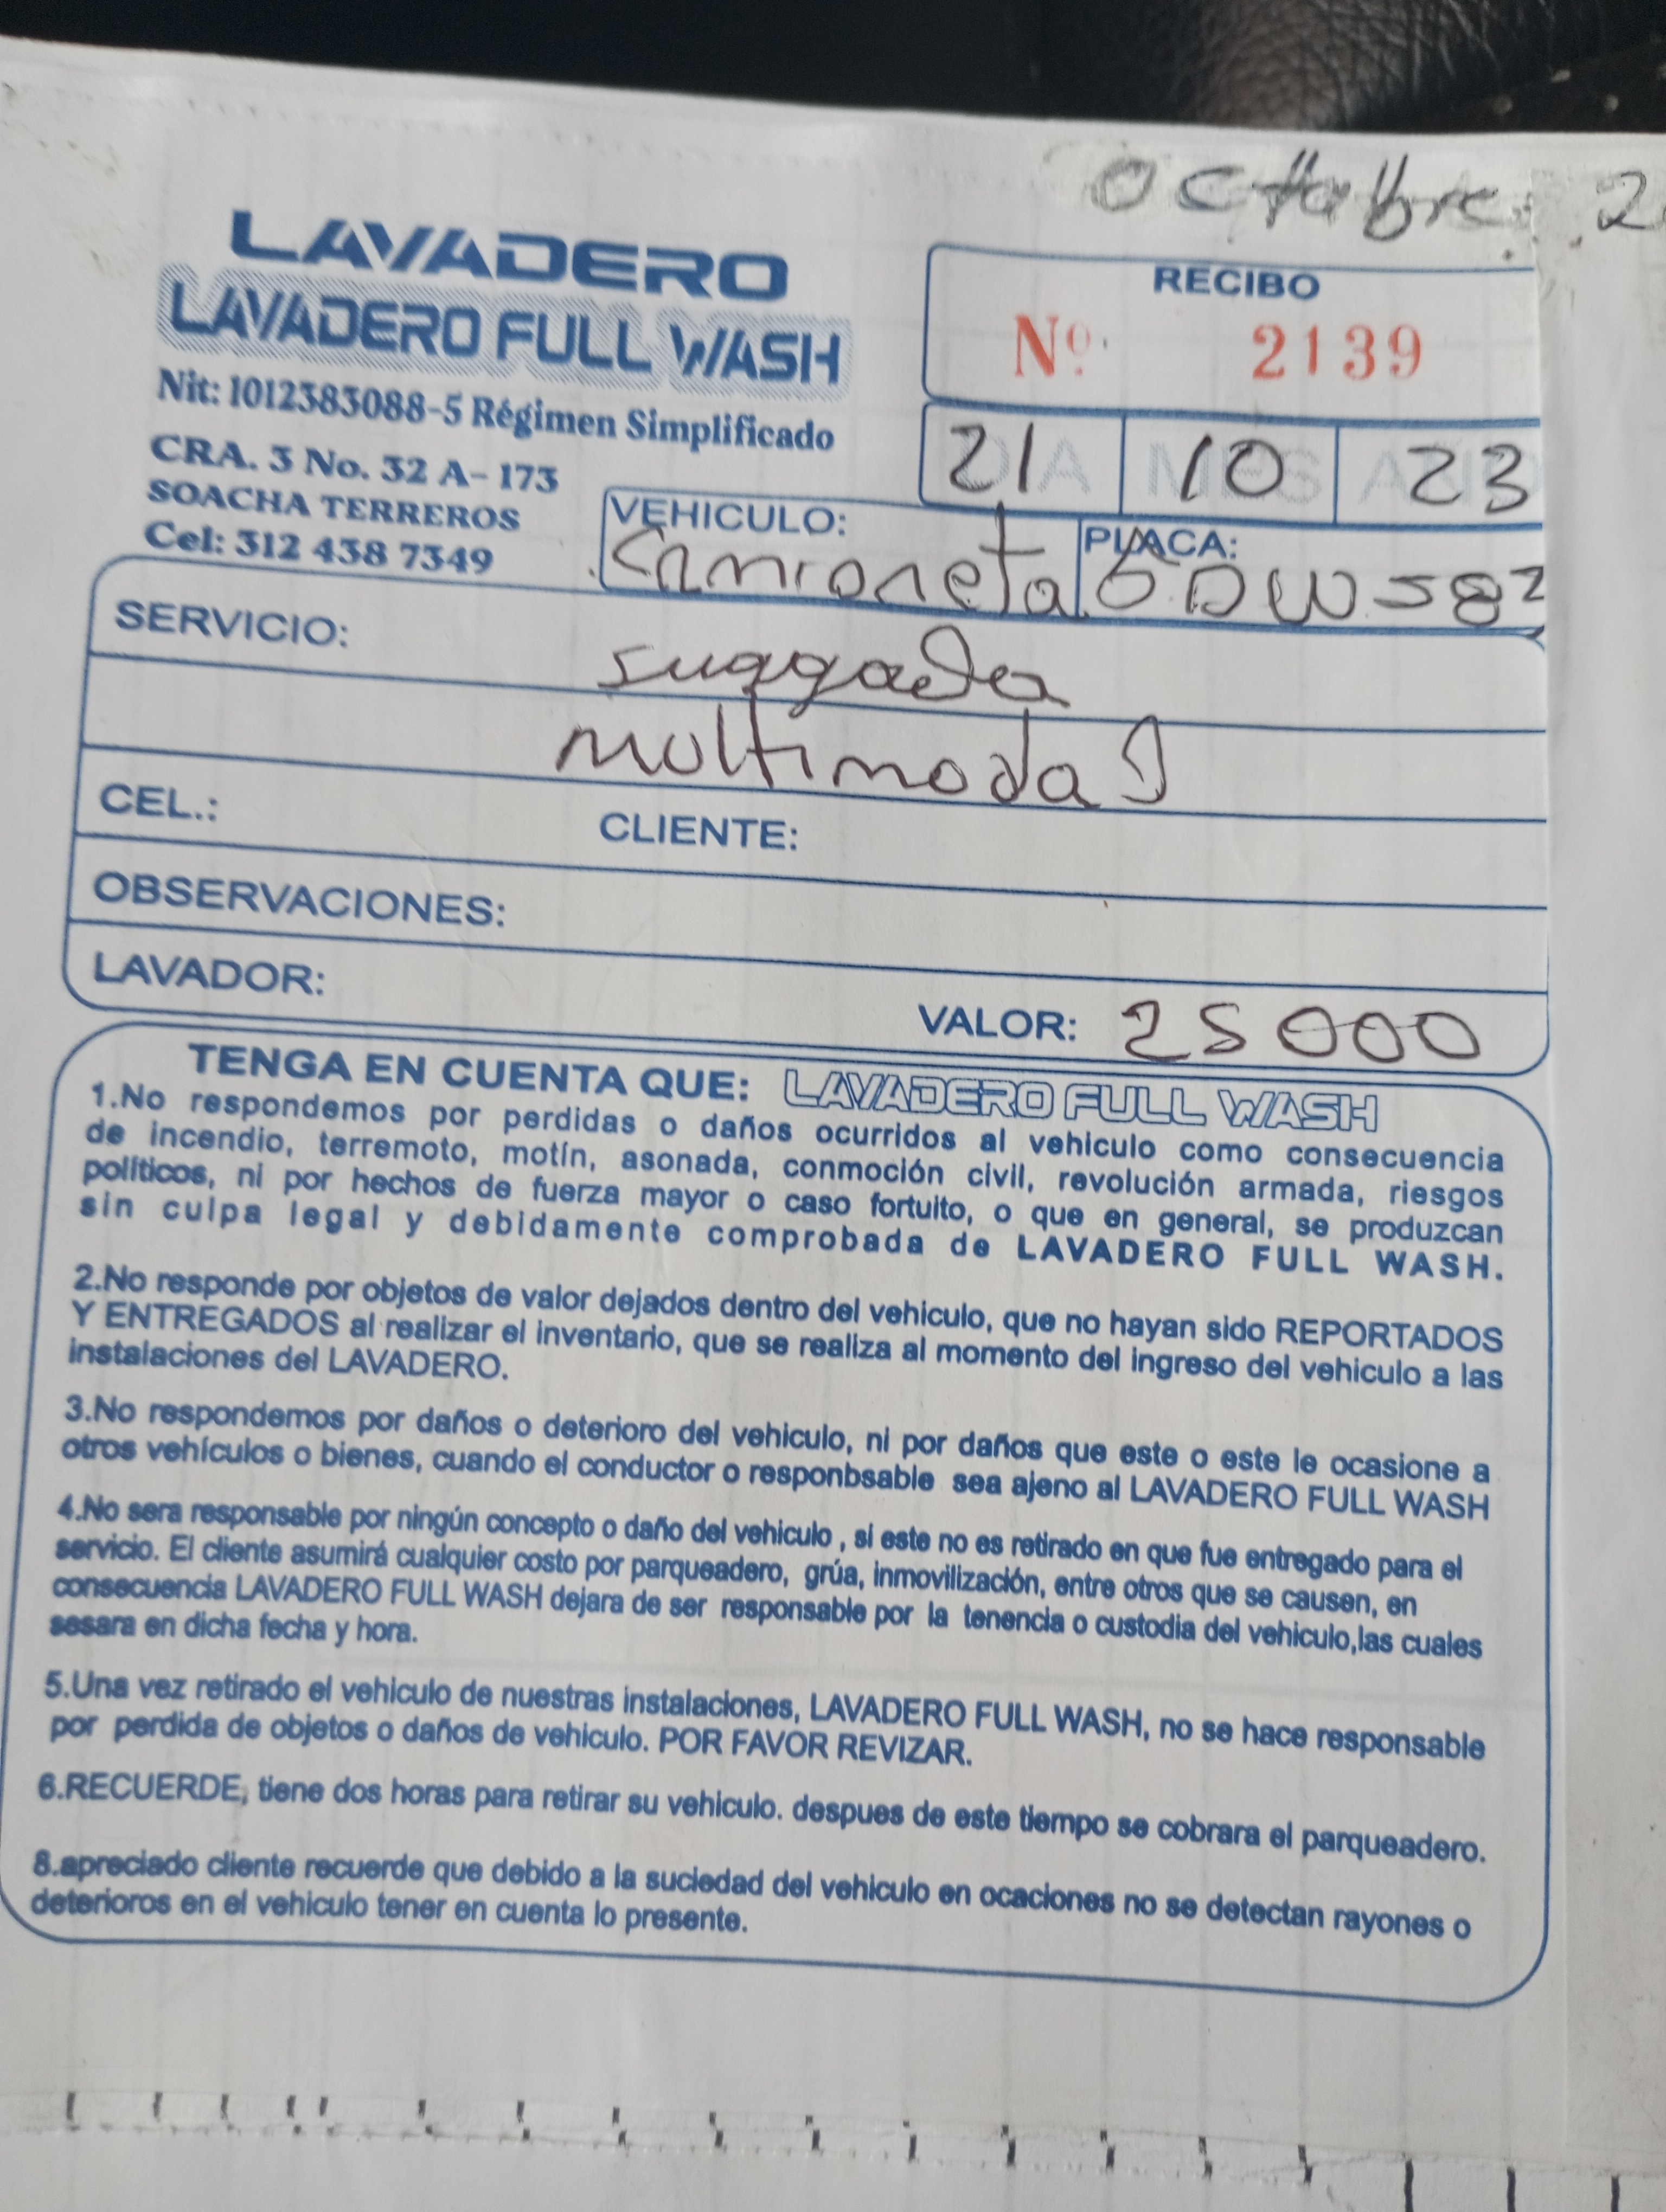 Octubre 2
LAVADERO
LAVADERO FULL WASH
Nit: 1012383088-5 Régimen Simplificado
CRA. 3 No. 32 A- 173
SOACHA TERREROS
Cel: 312 438 7349
RECIBO
Nº 2139
DIA MES AÑO
21 10 23
VEHICULO: Camioneta PLACA: DW582
SERVICIO:
multimodal
CEL.: CLIENTE:
OBSERVACIONES:
LAVADOR:
VALOR: 25000
TENGA EN CUENTA QUE: LAVADERO FULL WASH
1.No respondemos por perdidas o daños ocurridos al vehiculo como consecuencia
de incendio, terremoto, motín, asonada, conmoción civil, revolución armada, riesgos
políticos, ni por hechos de fuerza mayor o caso fortuito, o que en general, se produzcan
sin culpa legal y debidamente comprobada de LAVADERO FULL WASH.
2.No responde por objetos de valor dejados dentro del vehiculo, que no hayan sido REPORTADOS
Y ENTREGADOS al realizar el inventario, que se realiza al momento del ingreso del vehiculo a las
instalaciones del LAVADERO.
3.No respondemos por daños o deterioro del vehiculo, ni por daños que este o este le ocasione a
otros vehículos o bienes, cuando el conductor o responbsable sea ajeno al LAVADERO FULL WASH
4.No sera responsable por ningún concepto o daño del vehiculo , si este no es retirado en que fue entregado para el
servicio. El cliente asumirá cualquier costo por parqueadero, grúa, inmovilización, entre otros que se causen, en
consecuencia LAVADERO FULL WASH dejara de ser responsable por la tenencia o custodia del vehiculo,las cuales
sesara en dicha fecha y hora.
5.Una vez retirado el vehiculo de nuestras instalaciones, LAVADERO FULL WASH, no se hace responsable
por perdida de objetos o daños de vehiculo. POR FAVOR REVIZAR.
6.RECUERDE, tiene dos horas para retirar su vehiculo. despues de este tiempo se cobrara el parqueadero.
8.apreciado cliente recuerde que debido a la suciedad del vehiculo en ocaciones no se detectan rayones o
deterioros en el vehiculo tener en cuenta lo presente.